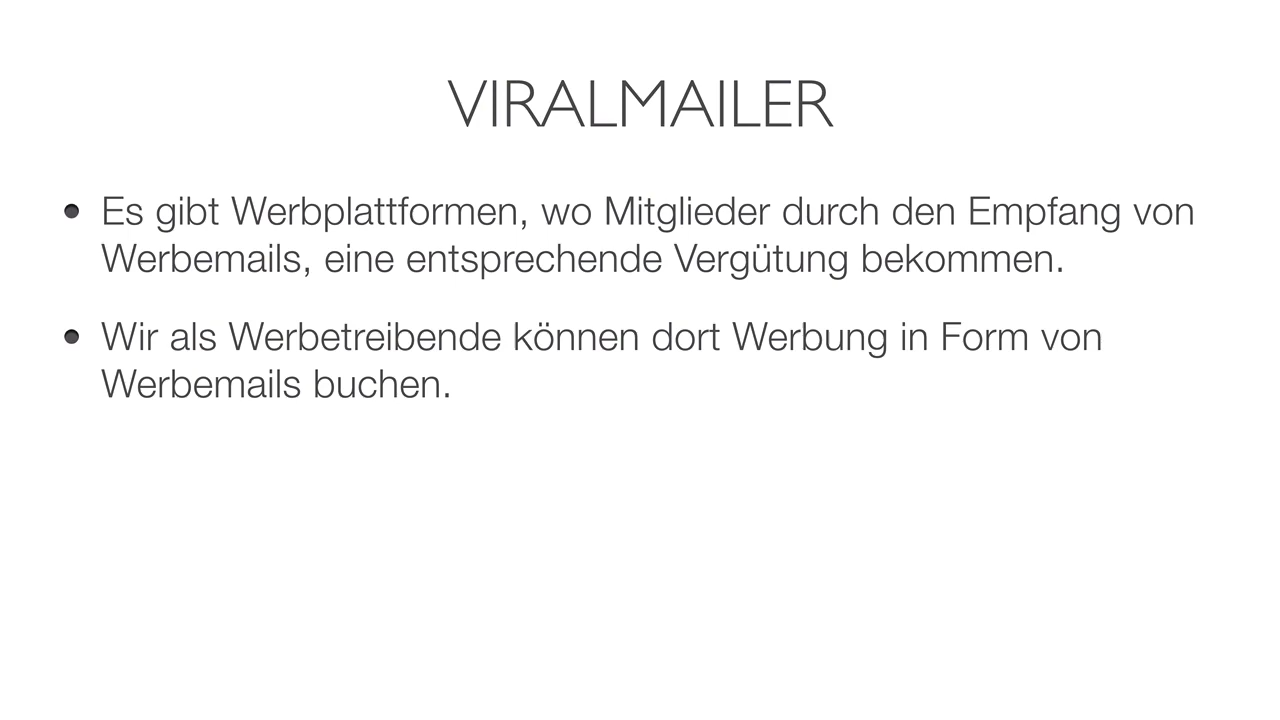 VIRALMAILER
• Es gibt Werbplattformen, wo Mitglieder durch den Empfang von
Werbemails, eine entsprechende Vergütung bekommen.
• Wir als Werbetreibende können dort Werbung in Form von
Werbemails buchen.